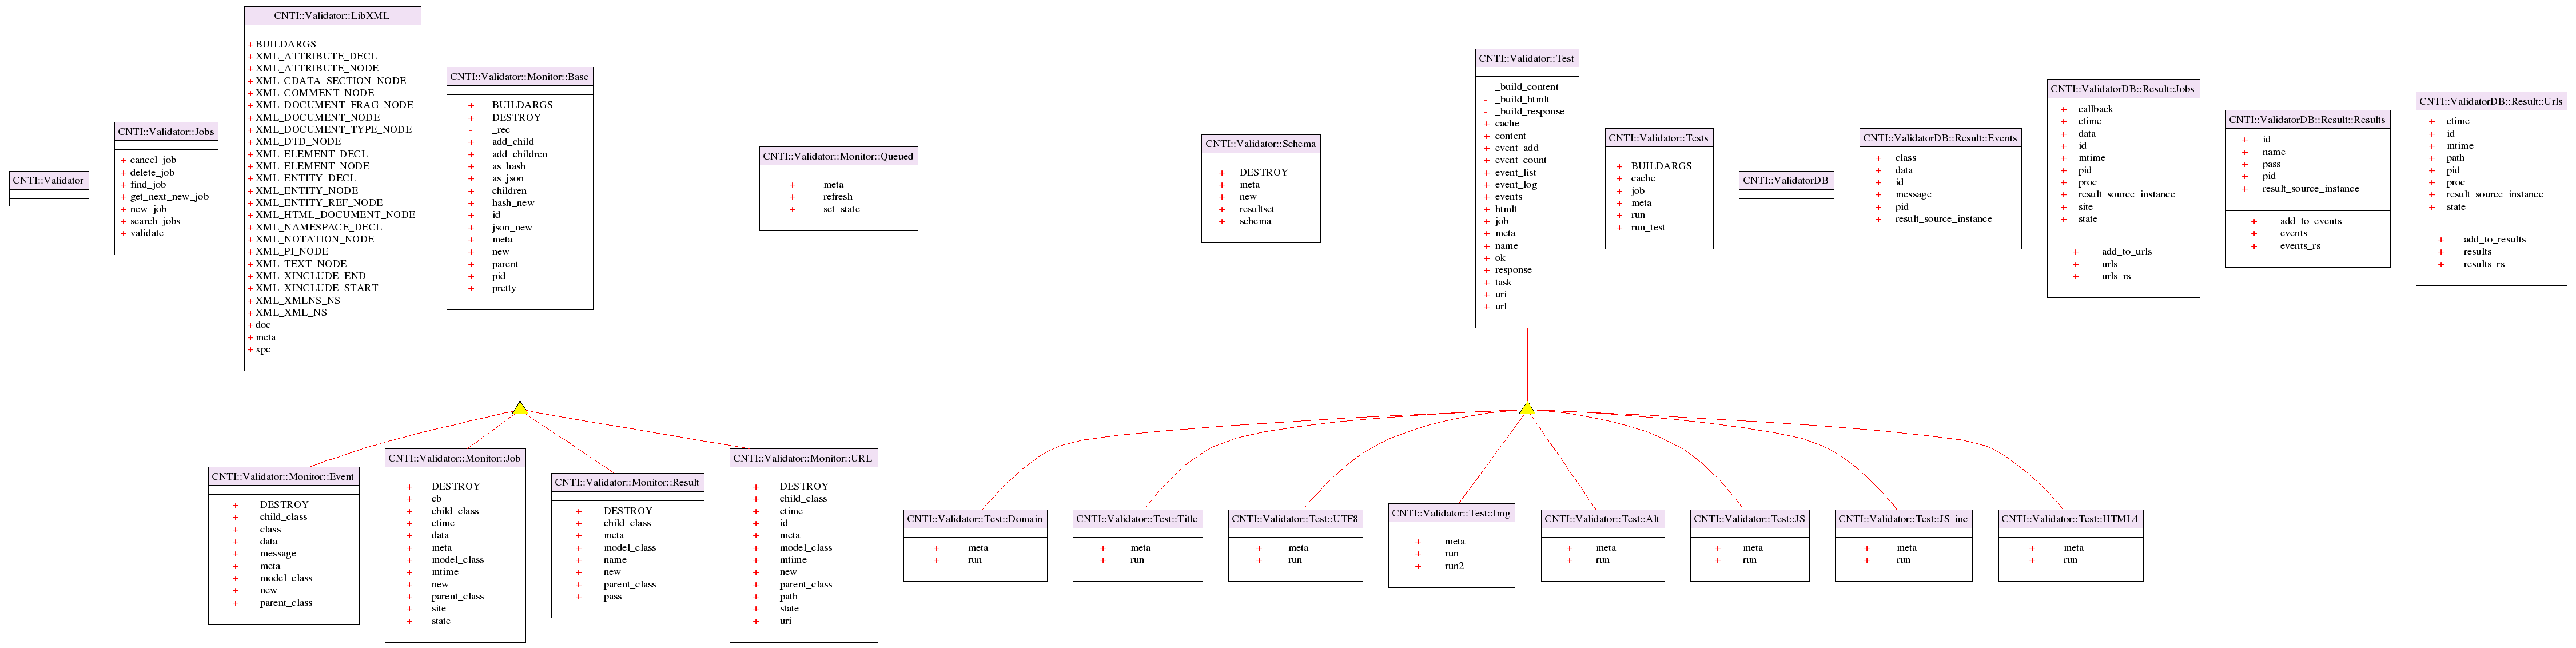 CNTI::Validator
CNTI::Validator::Jobs
+ cancel_job
+ delete_job
+ find_job
+ get_next_new_job
+ new_job
+ search_jobs
+ validate
CNTI::Validator::LibXML
+ BUILDARGS
+ XML_ATTRIBUTE_DECL
+ XML_ATTRIBUTE_NODE
+ XML_CDATA_SECTION_NODE
+ XML_COMMENT_NODE
+ XML_DOCUMENT_FRAG_NODE
+ XML_DOCUMENT_NODE
+ XML_DOCUMENT_TYPE_NODE
+ XML_DTD_NODE
+ XML_ELEMENT_DECL
+ XML_ELEMENT_NODE
+ XML_ENTITY_DECL
+ XML_ENTITY_NODE
+ XML_ENTITY_REF_NODE
+ XML_HTML_DOCUMENT_NODE
+ XML_NAMESPACE_DECL
+ XML_NOTATION_NODE
+ XML_PI_NODE
+ XML_TEXT_NODE
+ XML_XINCLUDE_END
+ XML_XINCLUDE_START
+ XML_XMLNS_NS
+ XML_XML_NS
+ doc
+ meta
+ xpc
CNTI::Validator::Monitor::Base
+ BUILDARGS
+ DESTROY
- _rec
+ add_child
+ add_children
+ as_hash
+ as_json
+ children
+ hash_new
+ id
+ json_new
+ meta
+ new
+ parent
+ pid
+ pretty
CNTI::Validator::Monitor::Queued
+ meta
+ refresh
+ set_state
CNTI::Validator::Schema
+ DESTROY
+ meta
+ new
+ resultset
+ schema
CNTI::Validator::Test
- _build_content
- _build_htmlt
- _build_response
+ cache
+ content
+ event_add
+ event_count
+ event_list
+ event_log
+ events
+ htmlt
+ job
+ meta
+ name
+ ok
+ response
+ task
+ uri
+ url
CNTI::Validator::Tests
+ BUILDARGS
+ cache
+ job
+ meta
+ run
+ run_test
CNTI::ValidatorDB
CNTI::ValidatorDB::Result::Events
+ class
+ data
+ id
+ message
+ pid
+ result_source_instance
CNTI::ValidatorDB::Result::Jobs
+ callback
+ ctime
+ data
+ id
+ mtime
+ pid
+ proc
+ result_source_instance
+ site
+ state
+ add_to_urls
+ urls
+ urls_rs
CNTI::ValidatorDB::Result::Results
+ id
+ name
+ pass
+ pid
+ result_source_instance
+ add_to_events
+ events
+ events_rs
CNTI::ValidatorDB::Result::Urls
+ ctime
+ id
+ mtime
+ path
+ pid
+ proc
+ result_source_instance
+ state
+ add_to_results
+ results
+ results_rs
CNTI::Validator::Monitor::Event
+ DESTROY
+ child_class
+ class
+ data
+ message
+ meta
+ model_class
+ new
+ parent_class
CNTI::Validator::Monitor::Job
+ DESTROY
+ cb
+ child_class
+ ctime
+ data
+ meta
+ model_class
+ mtime
+ new
+ parent_class
+ site
+ state
CNTI::Validator::Monitor::Result
+ DESTROY
+ child_class
+ meta
+ model_class
+ name
+ new
+ parent_class
+ pass
CNTI::Validator::Monitor::URL
+ DESTROY
+ child_class
+ ctime
+ id
+ meta
+ model_class
+ mtime
+ new
+ parent_class
+ path
+ state
+ uri
CNTI::Validator::Test::Domain
+ meta
+ run
CNTI::Validator::Test::Title
+ meta
+ run
CNTI::Validator::Test::UTF8
+ meta
+ run
CNTI::Validator::Test::Img
+ meta
+ run
+ run2
CNTI::Validator::Test::Alt
+ meta
+ run
CNTI::Validator::Test::JS
+ meta
+ run
CNTI::Validator::Test::JS_inc
+ meta
+ run
CNTI::Validator::Test::HTML4
+ meta
+ run